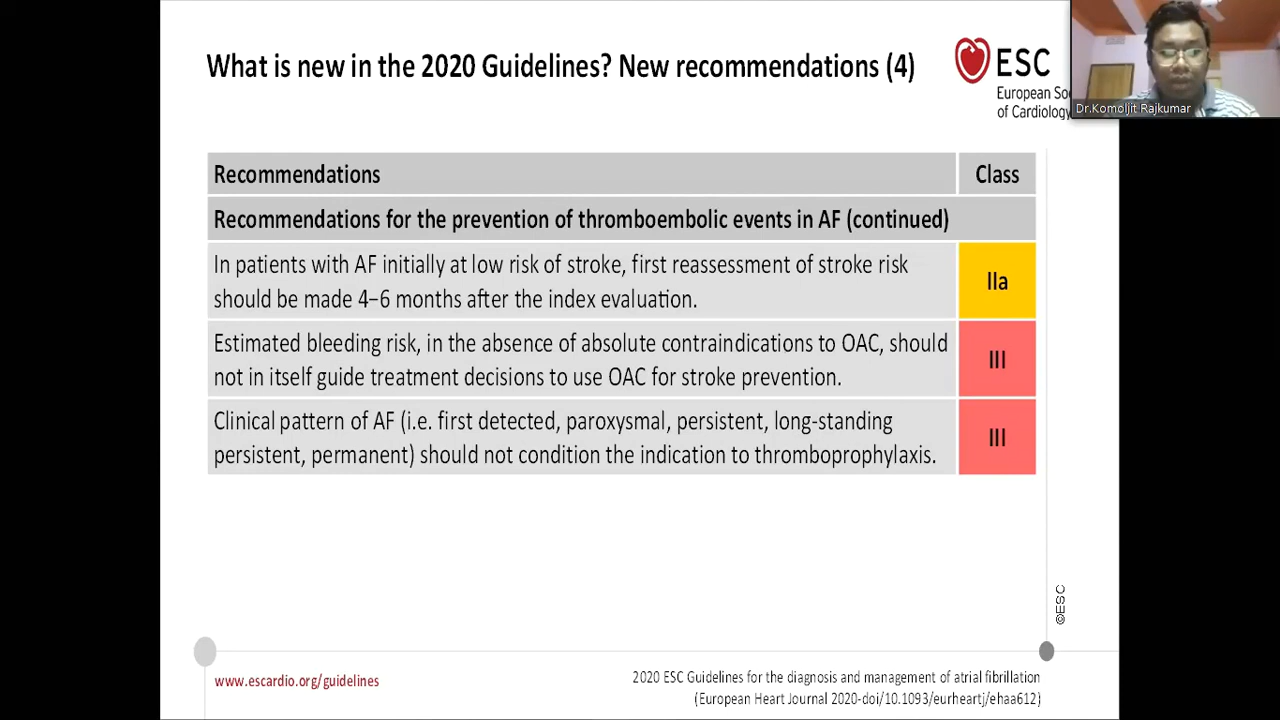 What is new in the 2020 Guidelines? New recommendations (4)
ESC
European So
of Cardiology
Dr.Komoljit Rajkumar
Recommendations Class
Recommendations for the prevention of thromboembolic events in AF (continued)
In patients with AF initially at low risk of stroke, first reassessment of stroke risk
should be made 4–6 months after the index evaluation.
IIa
Estimated bleeding risk, in the absence of absolute contraindications to OAC, should
not in itself guide treatment decisions to use OAC for stroke prevention.
III
Clinical pattern of AF (i.e. first detected, paroxysmal, persistent, long-standing
persistent, permanent) should not condition the indication to thromboprophylaxis.
III
©ESC
www.escardio.org/guidelines
2020 ESC Guidelines for the diagnosis and management of atrial fibrillation
(European Heart Journal 2020-doi/10.1093/eurheartj/ehaa612)